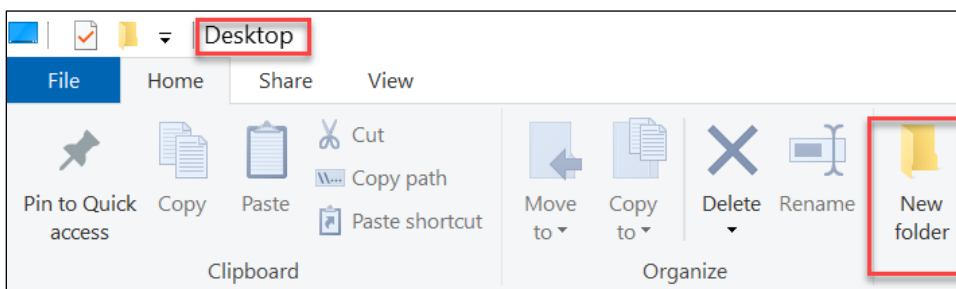 Desktop
File Home Share View
Pin to Quick access
Copy
Paste
Cut
Copy path
Paste shortcut
Clipboard
Move to
Copy to
Delete
Rename
Organize
New folder